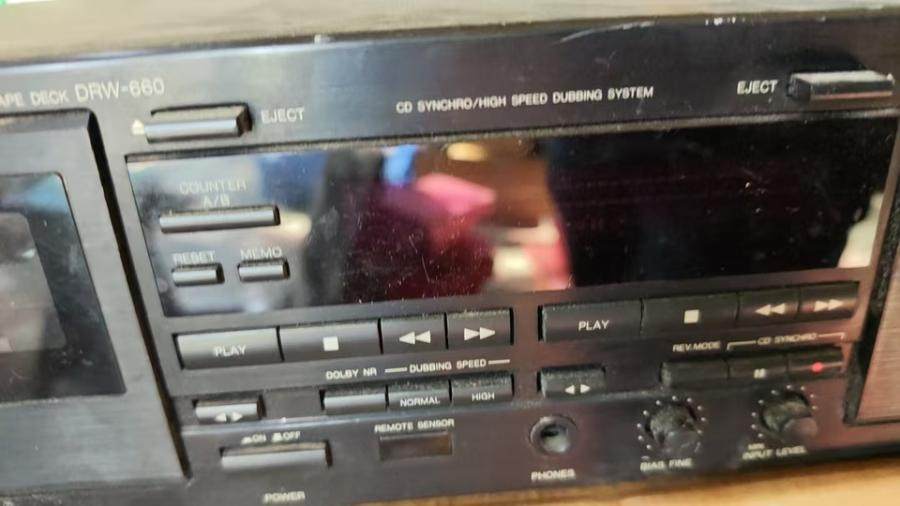 APE DECK DRW-660
EJECT
CD SYNCHRO/HIGH SPEED DUBBING SYSTEM
EJECT
COUNTER
A/B
RESET MEMO
PLAY
PLAY
REV.MODE CD SYNCHRO
DOLBY NR DUBBING SPEED
NORMAL HIGH
ON OFF
REMOTE SENSOR
POWER
PHONES
BIAS FINE
MIN
INPUT LEVEL